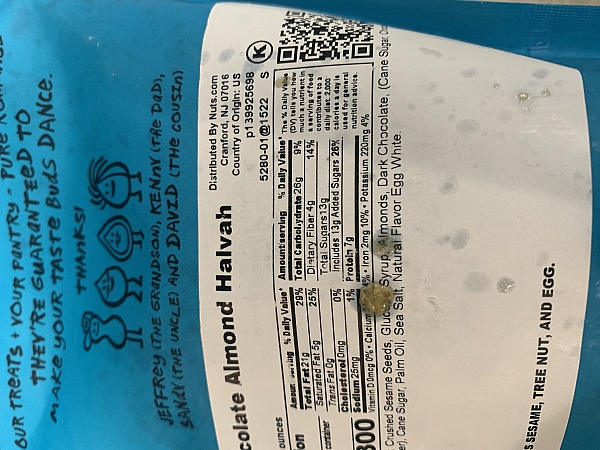 OUR TREATS + YOUR PANTRY = PURE
THEY'RE GUARANTEED TO
MAKE YOUR TASTE BUDS DANCE.
THANKS!
JEFFREY (THE GRANDSON), KENNY (THE DAD),
SANDY (THE UNCLE) AND DAVID (THE COUSIN)
colate Almond Halvah
Distributed By Nuts.com
Cranford, NJ 07016
Country of Origin: US
p139925698
5280-01@1522 S K
ounces
container
300
Amount/serving % Daily Value*
Total Fat 21g 29%
Saturated Fat 5g 25%
Trans Fat 0g
Cholesterol 0mg 0%
Sodium 25mg 1%
Amount/serving % Daily Value*
Total Carbohydrate 26g 9%
Dietary Fiber 4g 14%
Total Sugars 13g
Includes 13g Added Sugars 26%
Protein 7g
Vitamin D 0mcg 0% • Calcium 4% • Iron 2mg 10% • Potassium 220mg 4%
* The % Daily Value
(DV) tells you how
much a nutrient in
a serving of food
contributes to a
daily diet. 2,000
calories a day is
used for general
nutrition advice.
Crushed Sesame Seeds, Glucose Syrup, Almonds, Dark Chocolate, (Cane Sugar,
er), Cane Sugar, Palm Oil, Sea Salt, Natural Flavor Egg White.
S SESAME, TREE NUT, AND EGG.